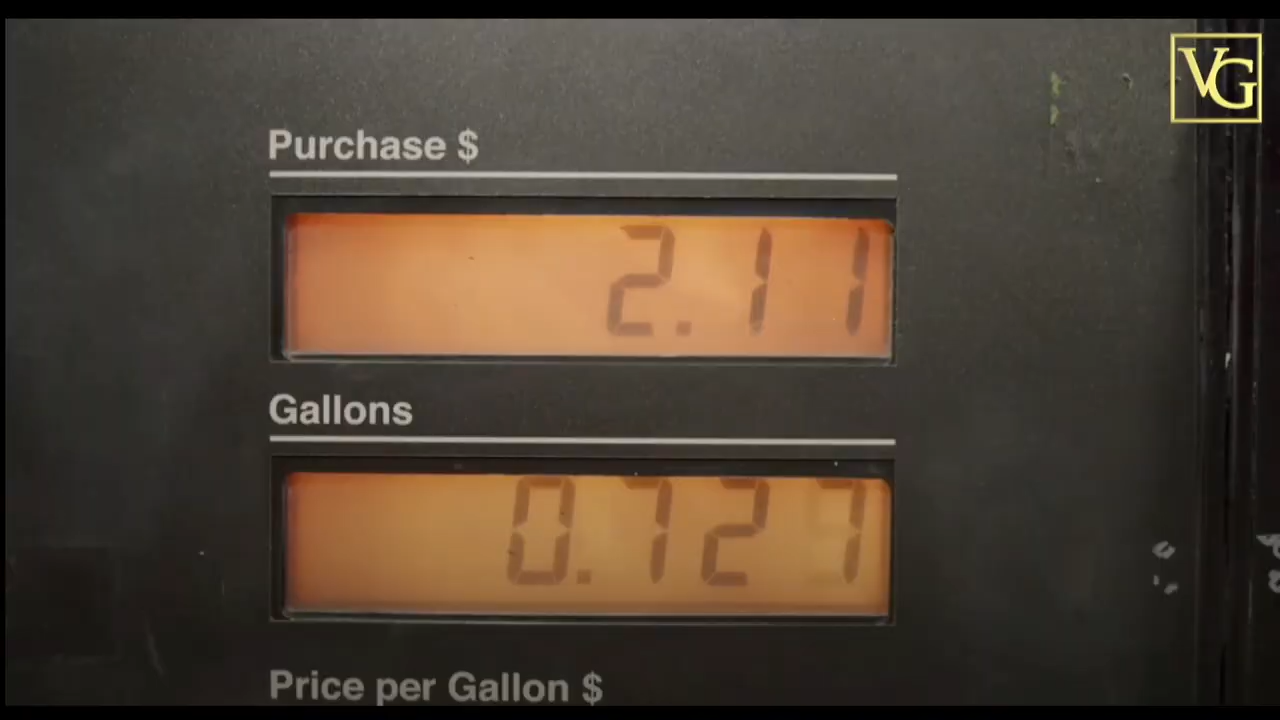 VG
Purchase $
2.11
Gallons
0.727
Price per Gallon $